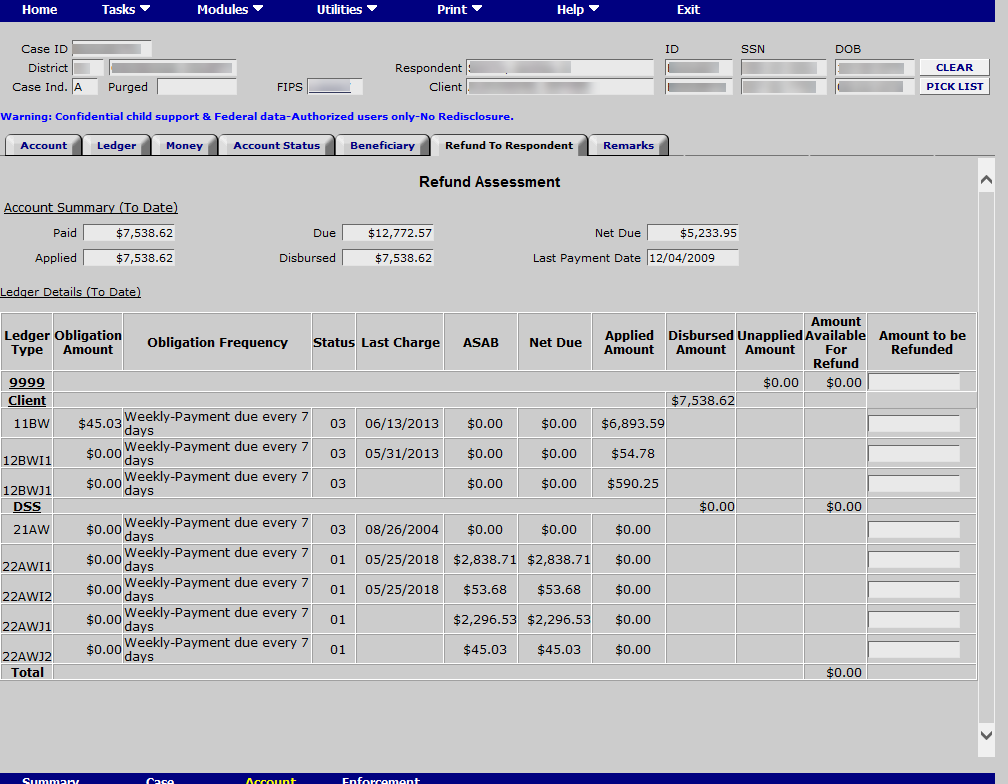 Home Tasks Modules Utilities Print Help Exit
Case ID ID SSN DOB
District Respondent CLEAR
Case Ind. A Purged FIPS Client PICK LIST
Warning: Confidential child support & Federal data-Authorized users only-No Redisclosure.
Account Ledger Money Account Status Beneficiary Refund To Respondent Remarks
Refund Assessment
Account Summary (To Date)
Paid $7,538.62 Due $12,772.57 Net Due $5,233.95
Applied $7,538.62 Disbursed $7,538.62 Last Payment Date 12/04/2009
Ledger Details (To Date)
Ledger Type Obligation Amount Obligation Frequency Status Last Charge ASAB Net Due Applied Amount Disbursed Amount Unapplied Amount Amount Available For Refund Amount to be Refunded
9999 $0.00 $0.00
Client $7,538.62
11BW $45.03 Weekly-Payment due every 7 days 03 06/13/2013 $0.00 $0.00 $6,893.59
12BWI1 $0.00 Weekly-Payment due every 7 days 03 05/31/2013 $0.00 $0.00 $54.78
12BWJ1 $0.00 Weekly-Payment due every 7 days 03 $0.00 $0.00 $590.25
DSS $0.00 $0.00
21AW $0.00 Weekly-Payment due every 7 days 03 08/26/2004 $0.00 $0.00 $0.00
22AWI1 $0.00 Weekly-Payment due every 7 days 01 05/25/2018 $2,838.71 $2,838.71 $0.00
22AWI2 $0.00 Weekly-Payment due every 7 days 01 05/25/2018 $53.68 $53.68 $0.00
22AWJ1 $0.00 Weekly-Payment due every 7 days 01 $2,296.53 $2,296.53 $0.00
22AWJ2 $0.00 Weekly-Payment due every 7 days 01 $45.03 $45.03 $0.00
Total $0.00
Summary Case Account Enforcement